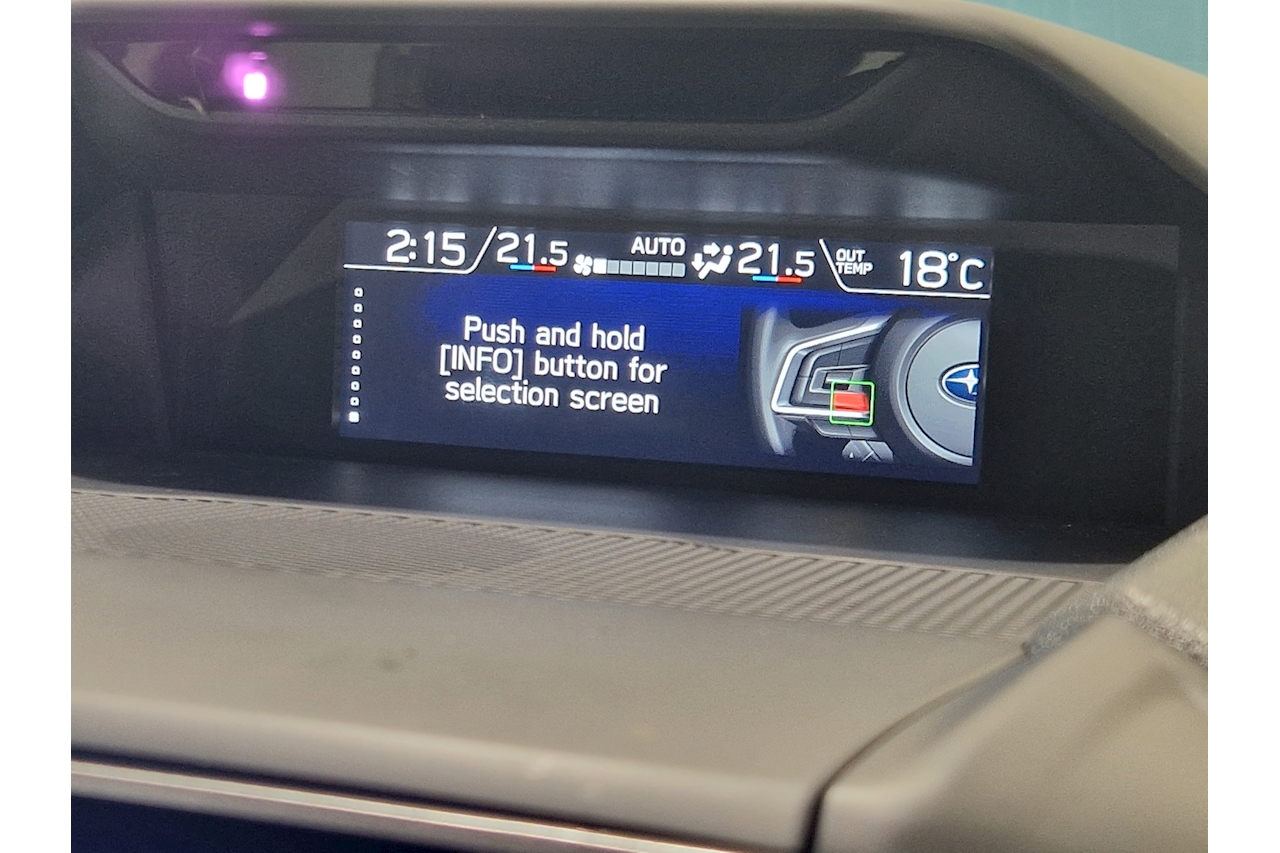 2:15 21.5 AUTO 21.5 OUT TEMP 18°C
Push and hold
[INFO] button for
selection screen